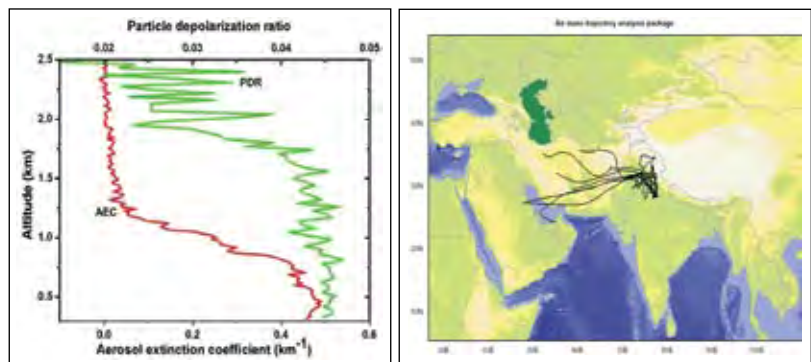 Particle depolarization ratio
0.02 0.03 0.04 0.05
2.5
PDR
2.0
Altitude (km)
1.5
AEC
1.0
0.5
0.0 0.2 0.4 0.6
Aerosol extinction coefficient (km⁻¹)
Air mass trajectory analysis package